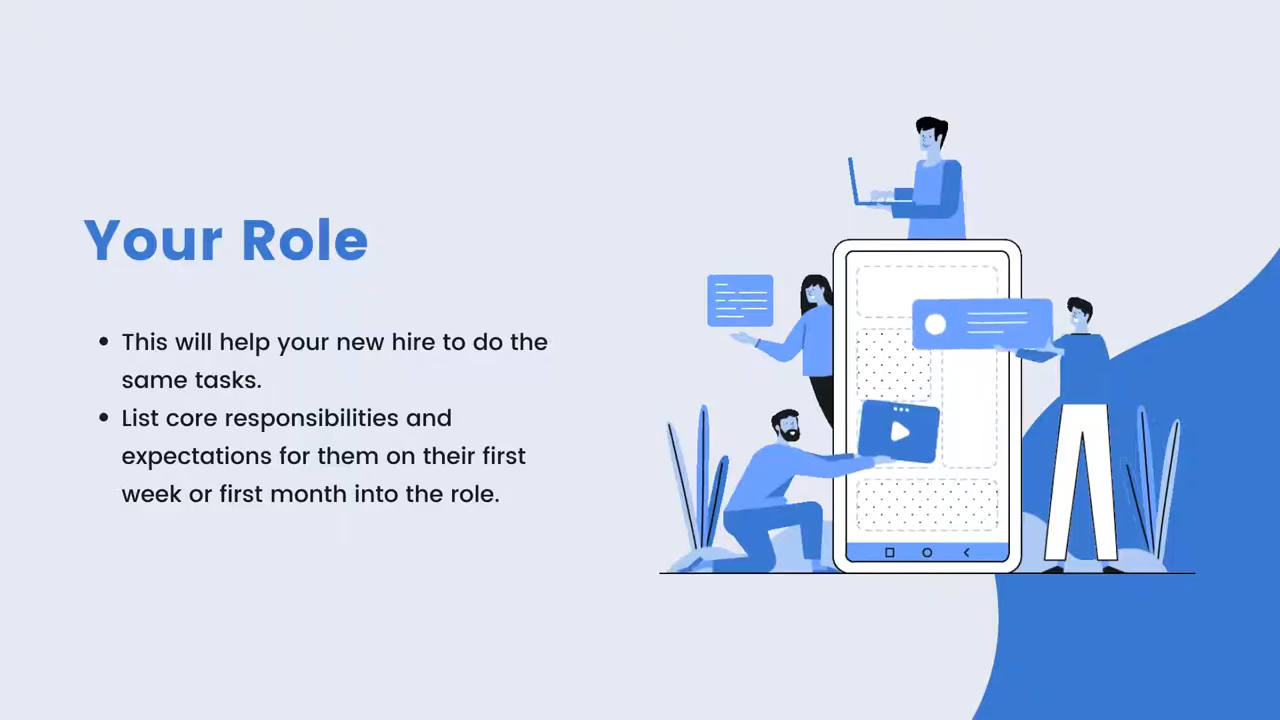 Your Role
• This will help your new hire to do the
same tasks.
• List core responsibilities and
expectations for them on their first
week or first month into the role.